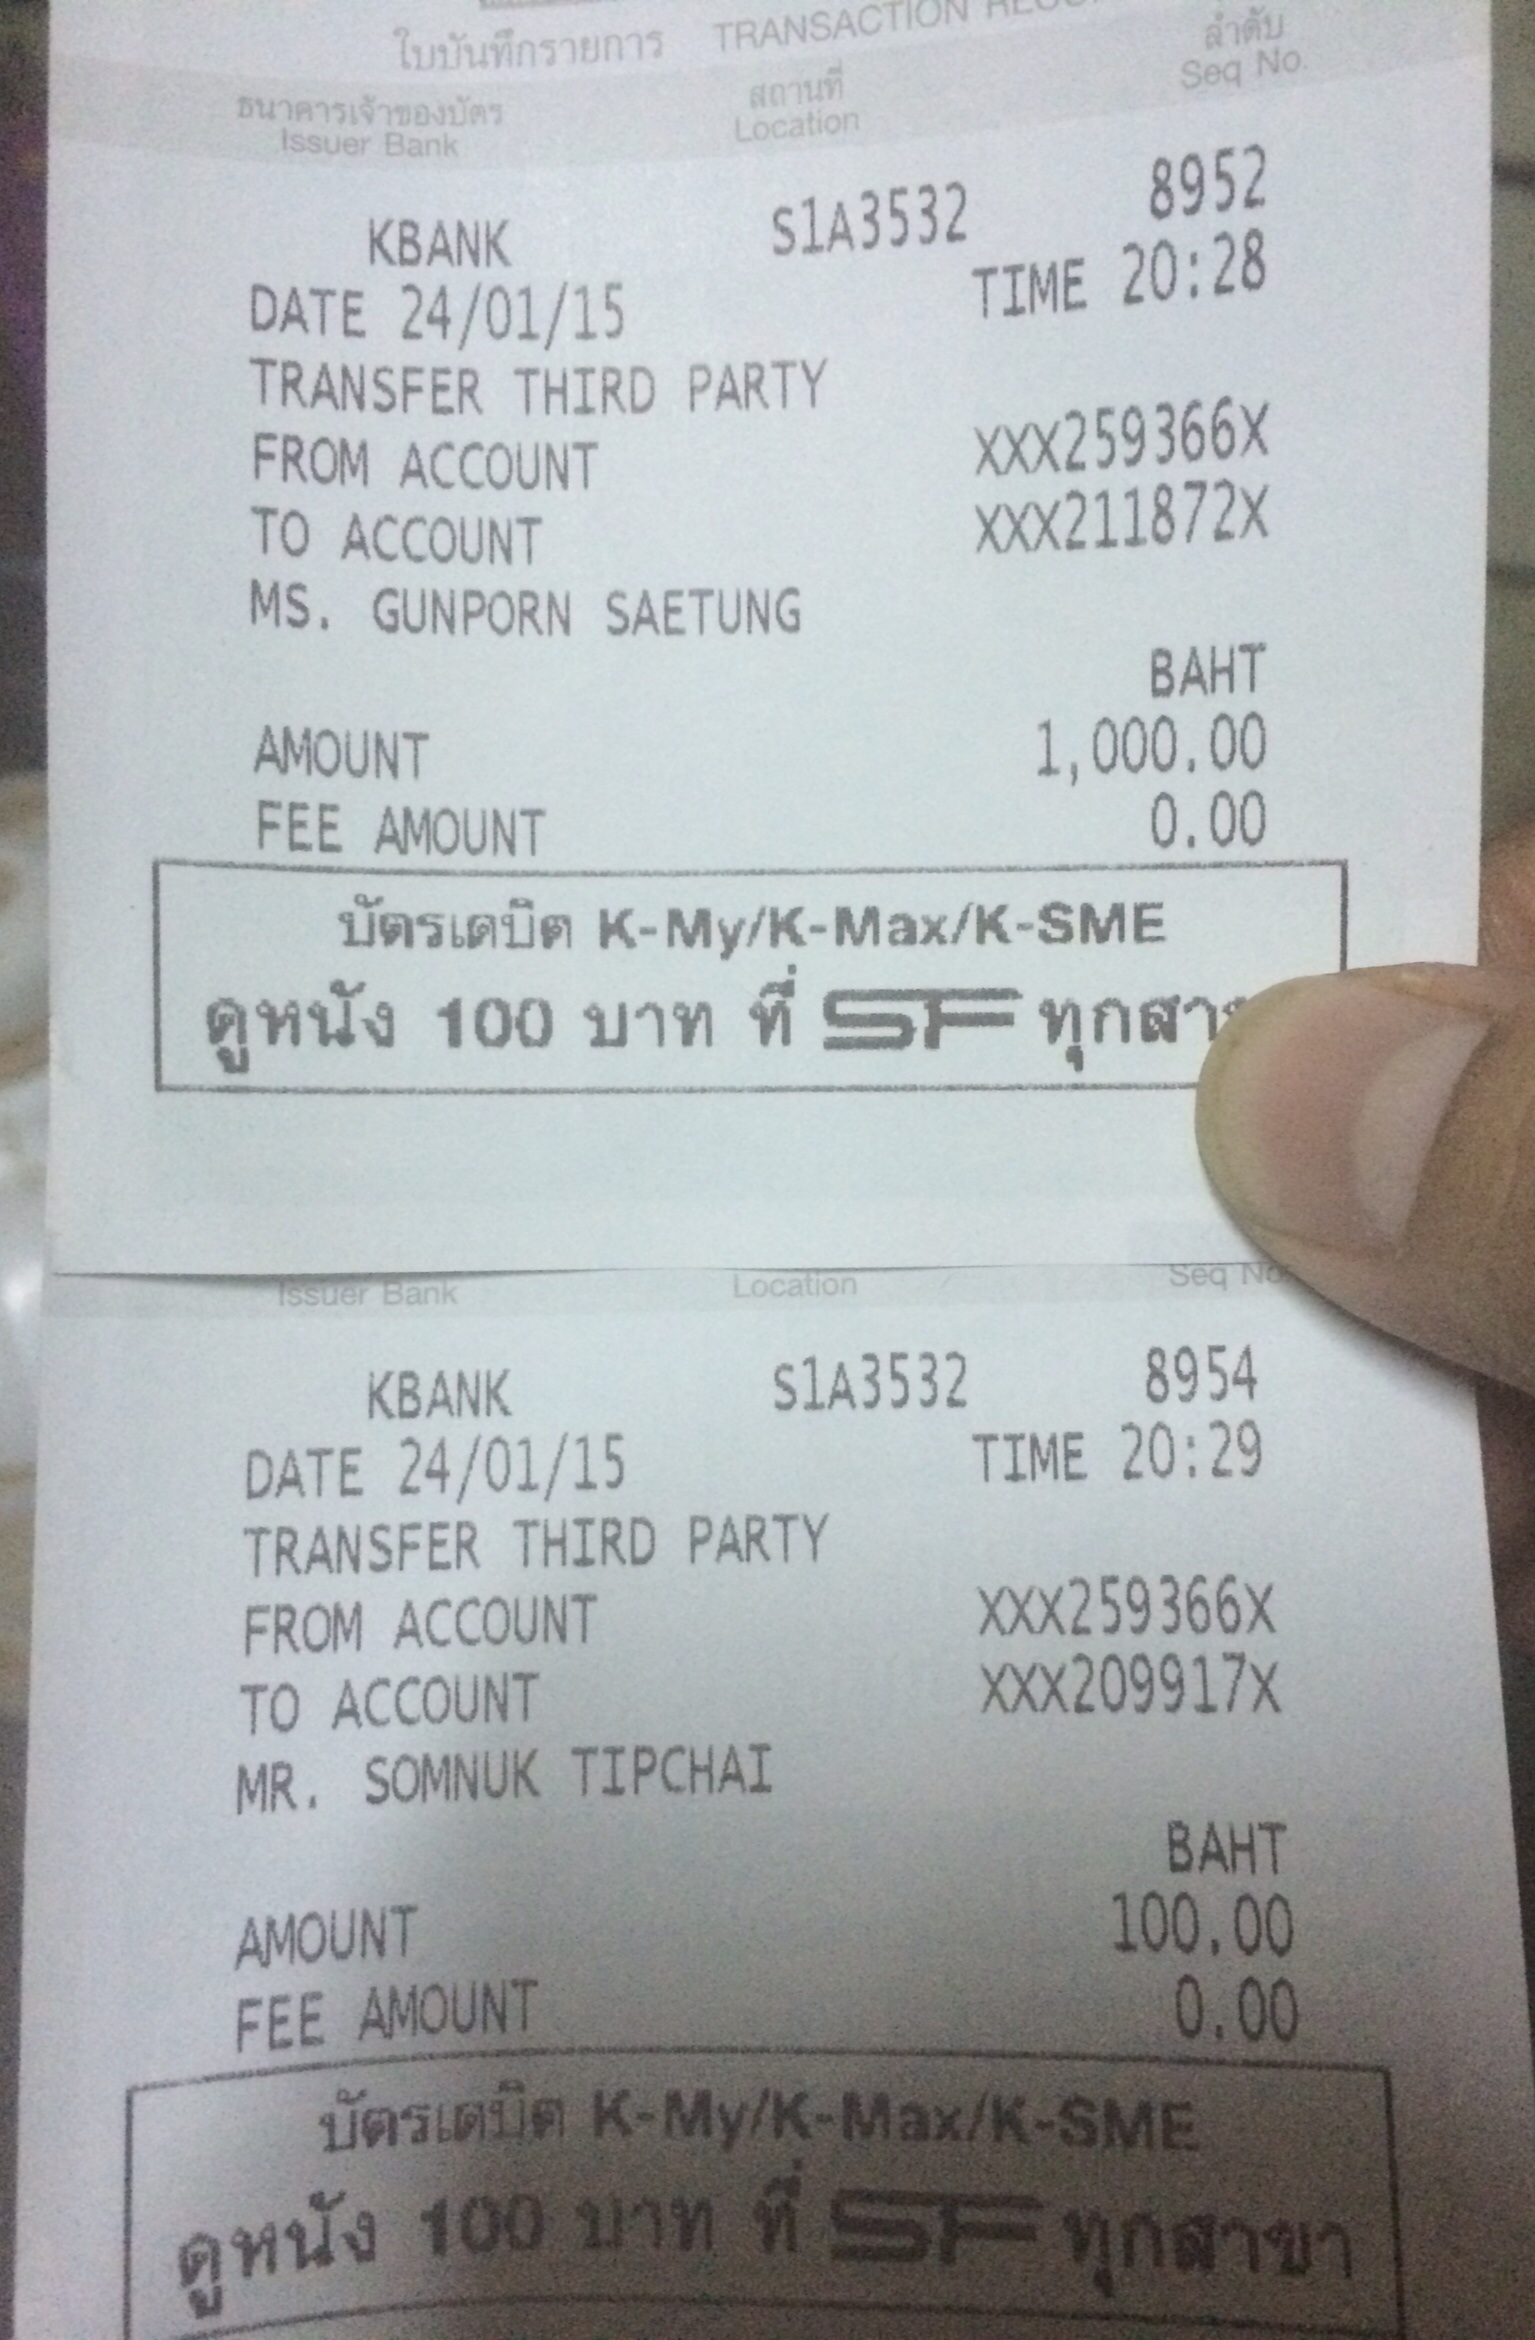 ใบบันทึกรายการ TRANSACTION
ธนาคารเจ้าของบัตร สถานที่ ลำดับ
Issuer Bank Location Seq No.
KBANK S1A3532 8952
DATE 24/01/15 TIME 20:28
TRANSFER THIRD PARTY
FROM ACCOUNT XXX259366X
TO ACCOUNT XXX211872X
MS. GUNPORN SAETUNG
BAHT
AMOUNT 1,000.00
FEE AMOUNT 0.00
บัตรเดบิต K-My/K-Max/K-SME
ดูหนัง 100 บาท ที่ SF ทุกสา
Issuer Bank Location Seq No.
KBANK S1A3532 8954
DATE 24/01/15 TIME 20:29
TRANSFER THIRD PARTY
FROM ACCOUNT XXX259366X
TO ACCOUNT XXX209917X
MR. SOMNUK TIPCHAI
BAHT
AMOUNT 100.00
FEE AMOUNT 0.00
บัตรเดบิต K-My/K-Max/K-SME
ดูหนัง 100 บาท ที่ SF ทุกสาขา